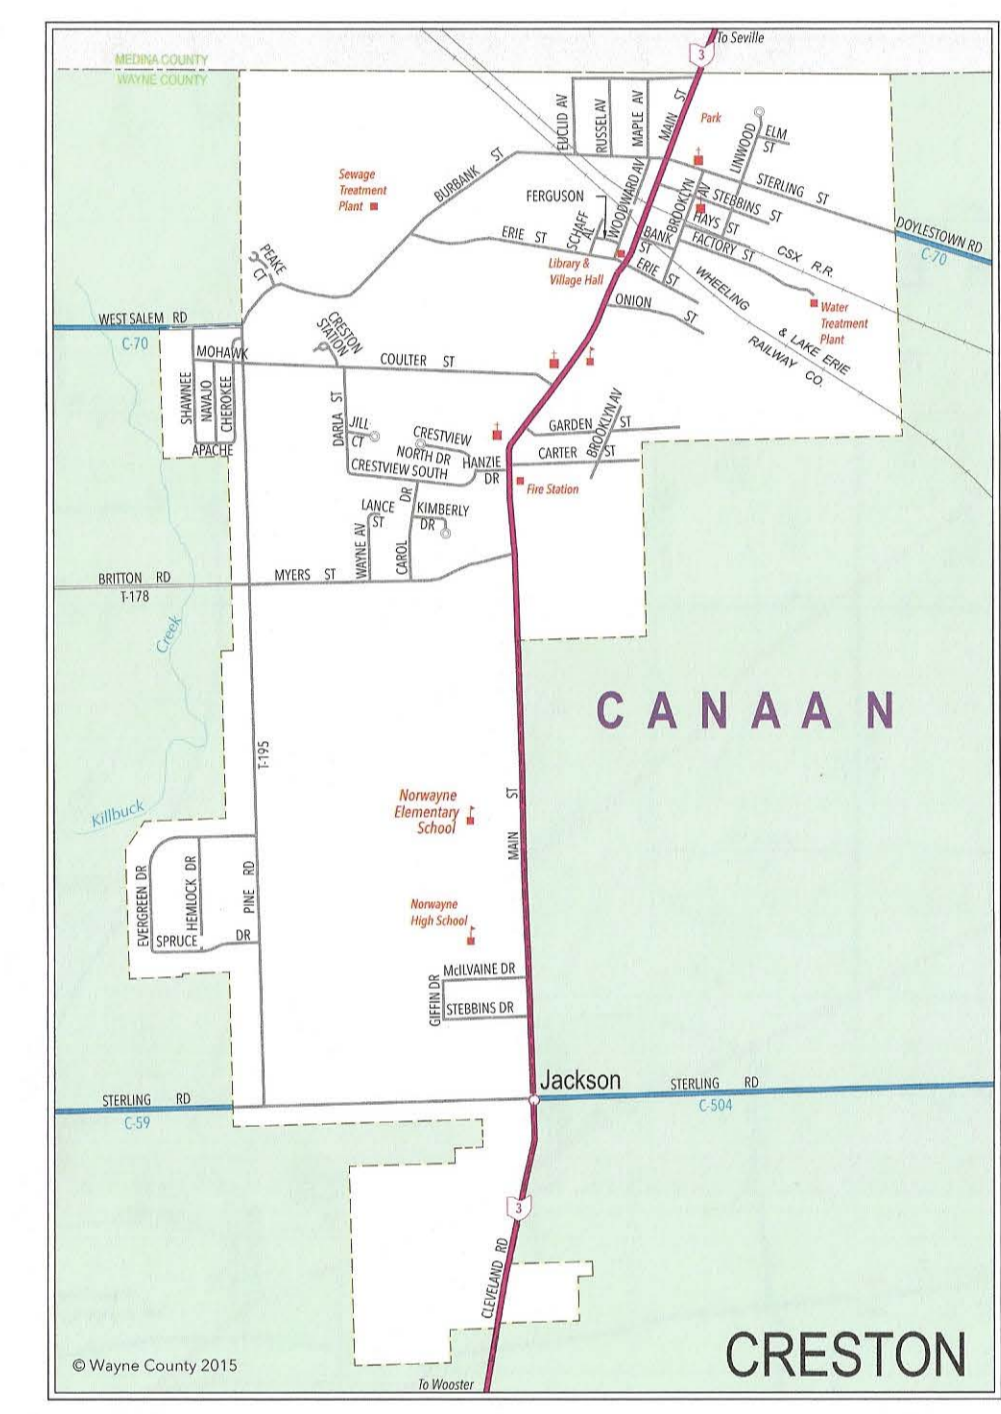 To Seville
3
MEDINA COUNTY
WAYNE COUNTY
EUCLID AV
RUSSEL AV
MAPLE AV
MAIN ST
Park
LINWOOD
ELM
ST
Sewage
Treatment
Plant
BURBANK ST
FERGUSON
WOODWARD AV
BROOKLYN AV
STERLING ST
STEBBINS ST
HAYS ST
FACTORY ST
DOYLESTOWN RD
C-70
CSX R.R.
PEAKE
CT
ERIE ST
SCHAFF
AL
BANK
ST
Library &
Village Hall
ERIE ST
WHEELING & LAKE ERIE
RAILWAY CO.
ONION ST
Water
Treatment
Plant
WEST SALEM RD
C-70
CRESTON
STATION
MOHAWK
COULTER ST
SHAWNEE
NAVAJO
CHEROKEE
APACHE
DARLA ST
JILL
CT
CRESTVIEW
NORTH DR
CRESTVIEW SOUTH
HANZIE
DR
GARDEN ST
BROOKLYN AV
CARTER ST
Fire Station
LANCE
ST
KIMBERLY
DR
WAYNE AV
CAROL DR
BRITTON RD
T-178
MYERS ST
Creek
CANAAN
T-195
MAIN ST
Killbuck
Norwayne
Elementary
School
EVERGREEN DR
HEMLOCK DR
PINE RD
SPRUCE DR
Norwayne
High School
McILVAINE DR
GIFFIN DR
STEBBINS DR
Jackson
STERLING RD
C-59
STERLING RD
C-504
3
CLEVELAND RD
© Wayne County 2015
To Wooster
CRESTON